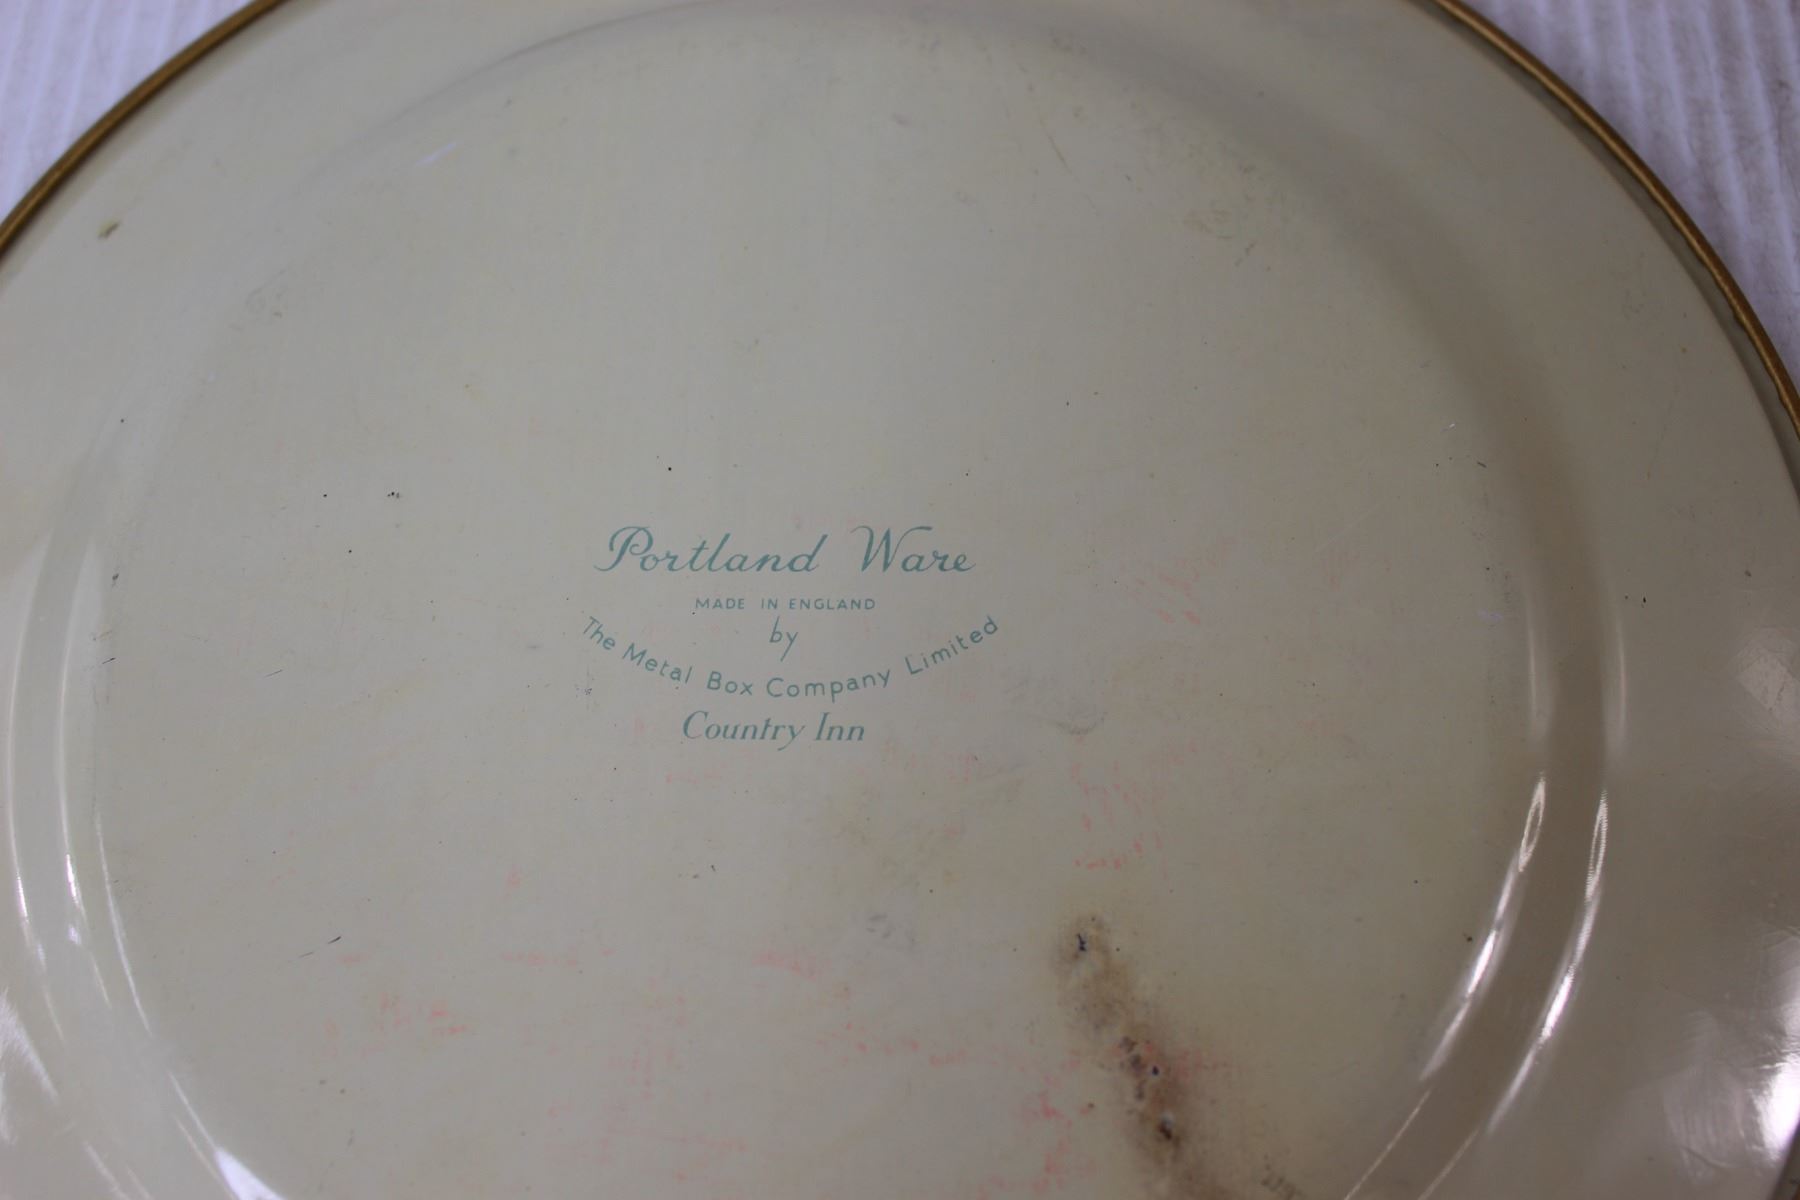 Portland Ware
MADE IN ENGLAND
by
The Metal Box Company Limited
Country Inn